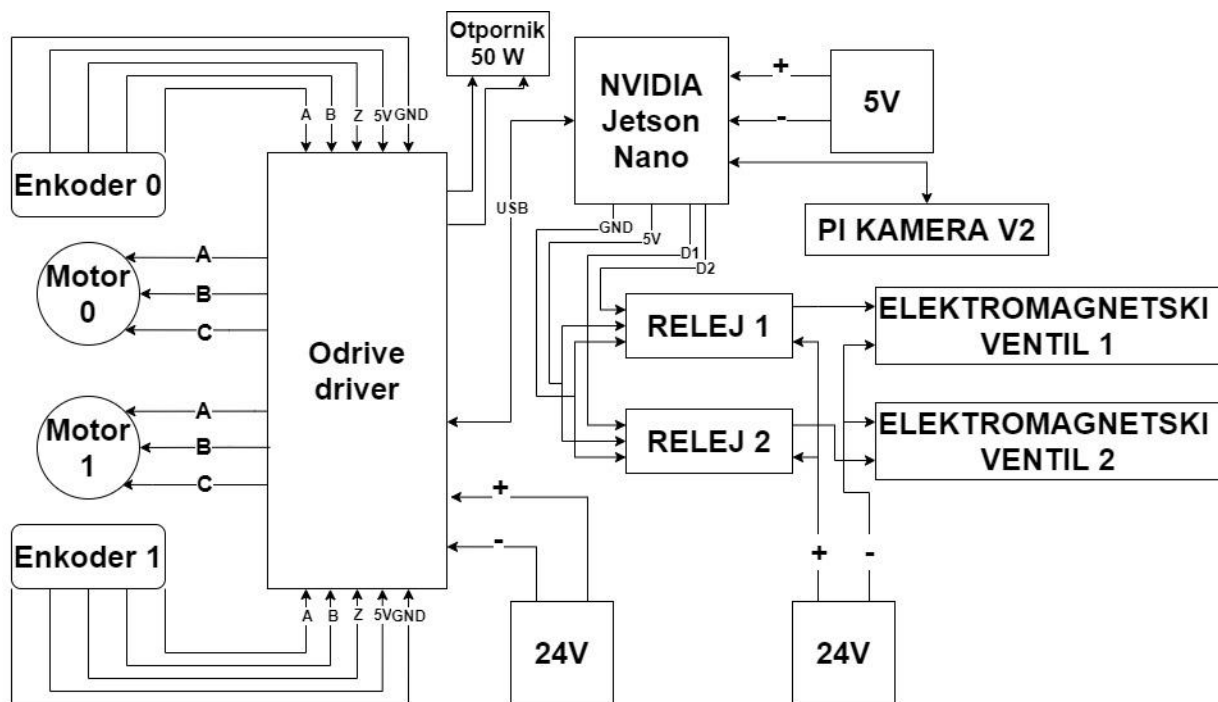 Otpornik
50 W
NVIDIA
Jetson
Nano
+
-
5V
A
B
Z
5V
GND
Enkoder 0
USB
GND
5V
D1
D2
PI KAMERA V2
Motor
0
A
B
C
RELEJ 1
ELEKTROMAGNETSKI
VENTIL 1
Odrive
driver
Motor
1
A
B
C
RELEJ 2
ELEKTROMAGNETSKI
VENTIL 2
+
-
Enkoder 1
+
-
A
B
Z
5V
GND
24V
24V